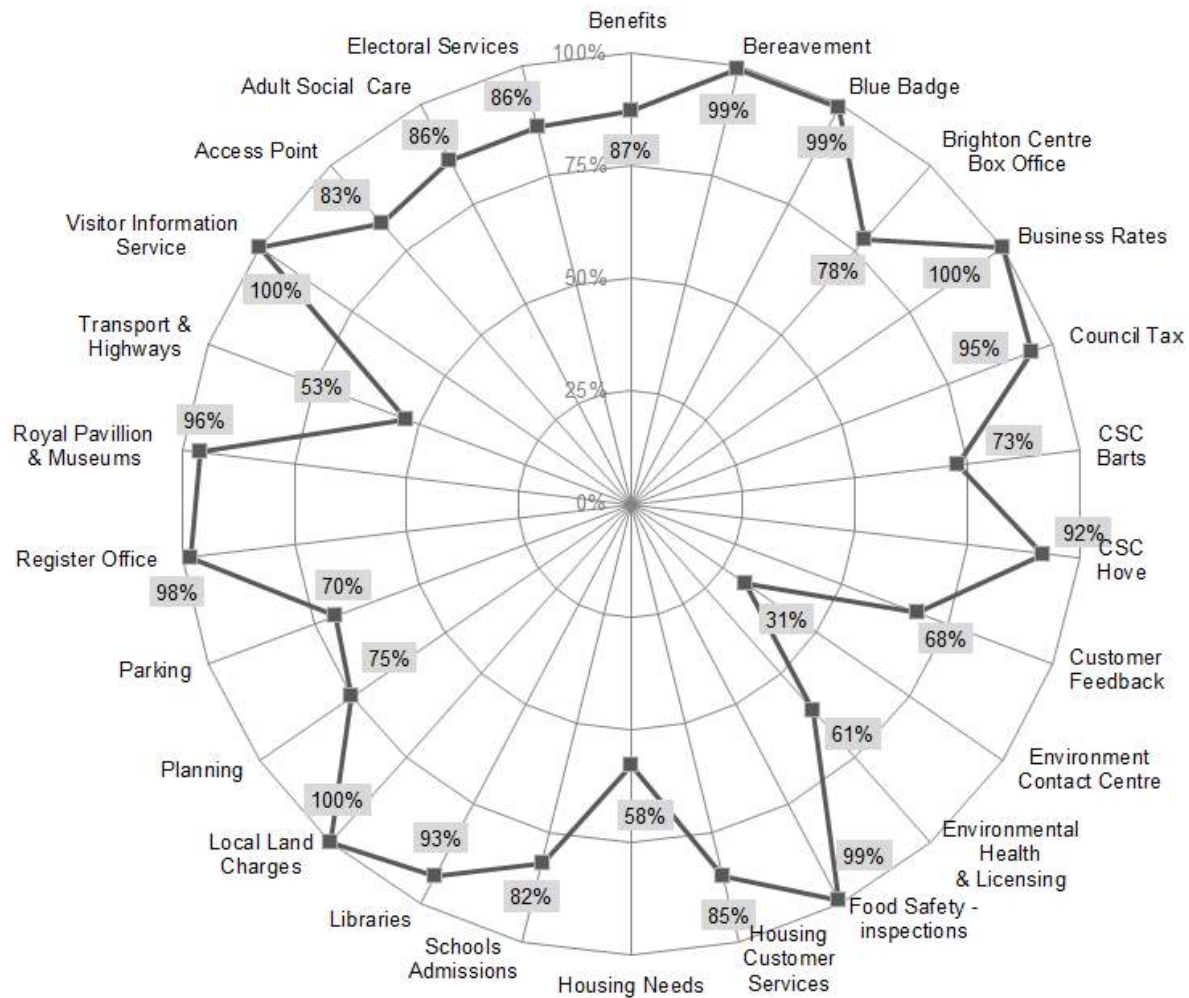 Benefits
Electoral Services
100%
Bereavement
Adult Social Care
86%
Blue Badge
86%
99%
99%
Access Point
83%
87%
75%
Brighton Centre
Box Office
Visitor Information
Service
100%
50%
78%
100%
Business Rates
Transport &
Highways
53%
25%
95%
Council Tax
96%
Royal Pavillion
& Museums
73%
CSC
Barts
0%
92%
CSC
Hove
Register Office
98%
70%
31%
68%
Parking
75%
Customer
Feedback
Planning
61%
Environment
Contact Centre
100%
Local Land
Charges
93%
58%
99%
Environmental
Health
& Licensing
Libraries
82%
85%
Food Safety -
inspections
Schools
Admissions
Housing Needs
Housing
Customer
Services